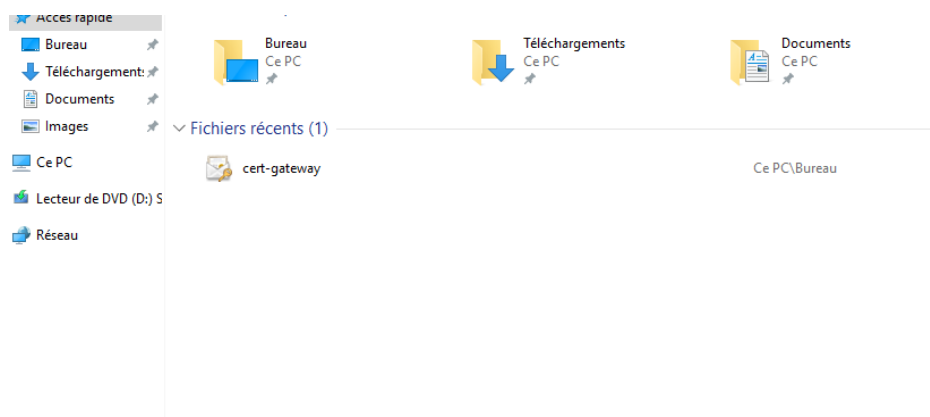 Accès rapide
Bureau
Téléchargement
Documents
Images
Ce PC
Lecteur de DVD (D:) S
Réseau
Bureau
Ce PC
Téléchargements
Ce PC
Documents
Ce PC
Fichiers récents (1)
cert-gateway
Ce PC\Bureau